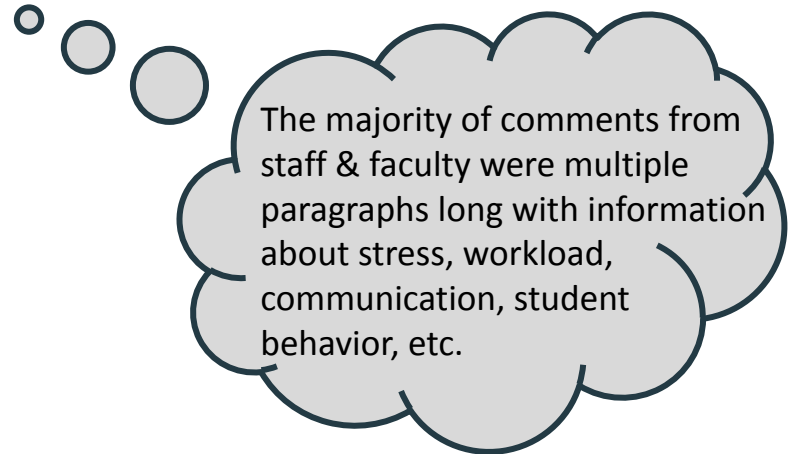 The majority of comments from
staff & faculty were multiple
paragraphs long with information
about stress, workload,
communication, student
behavior, etc.